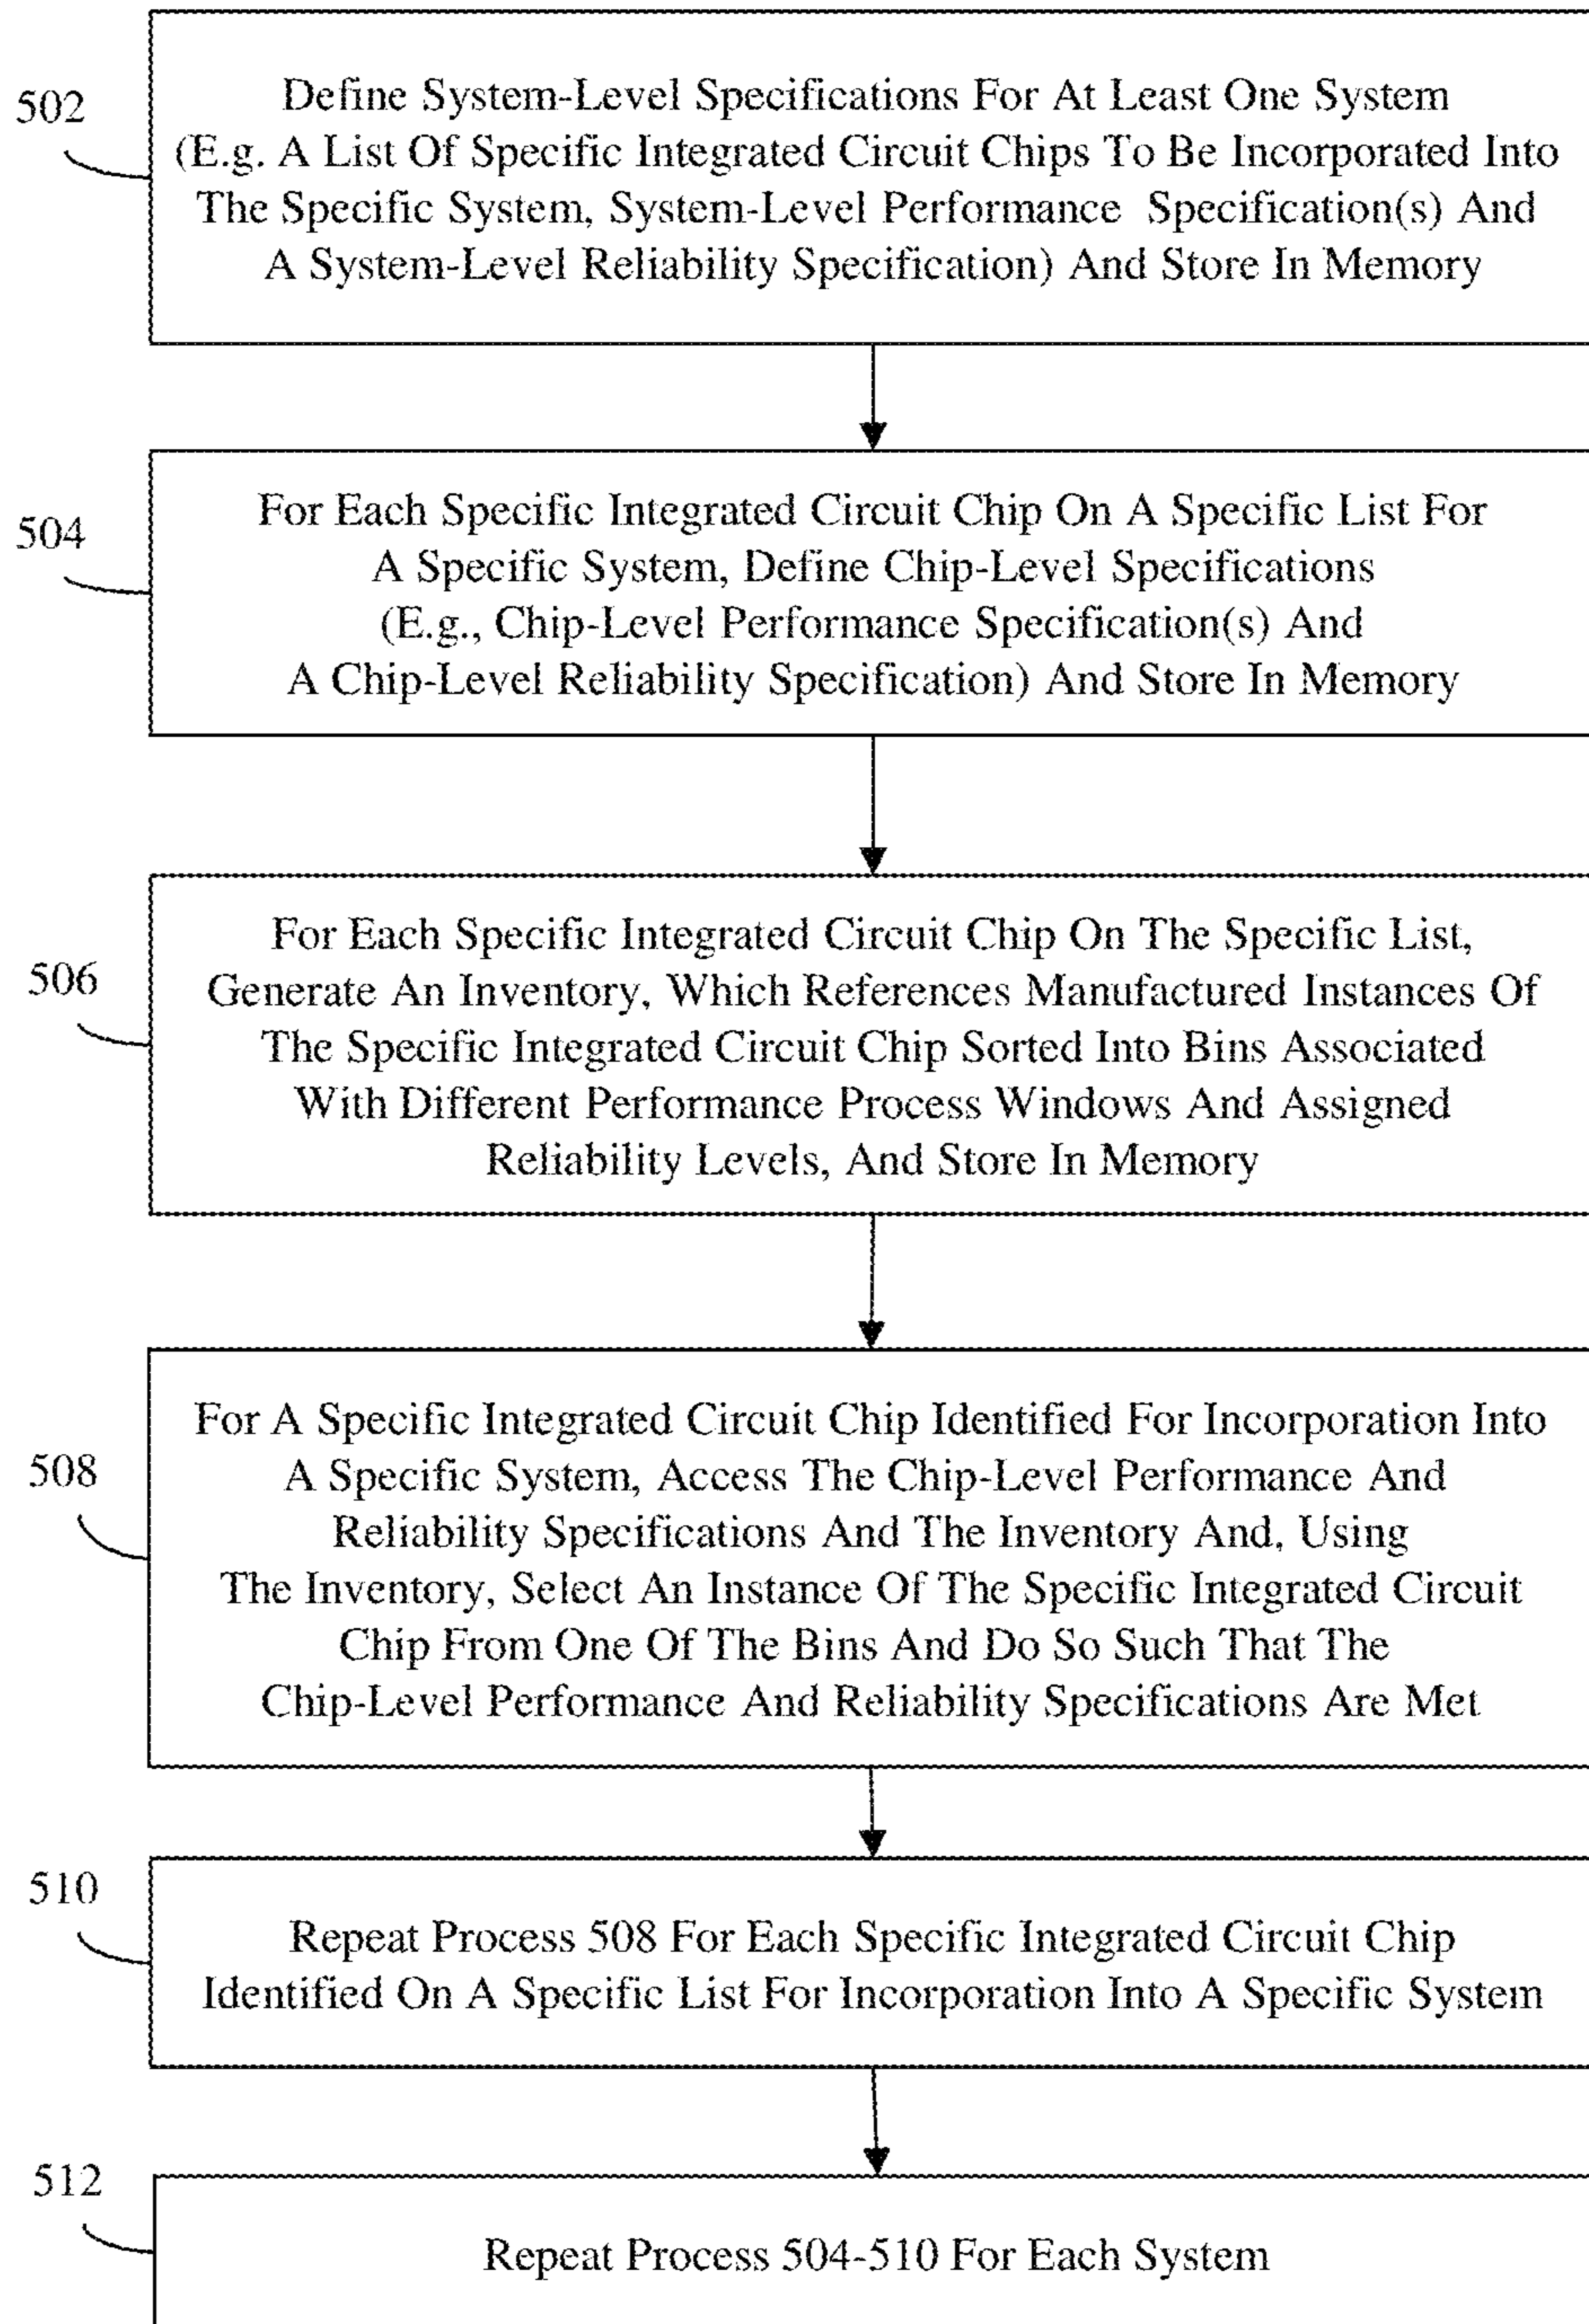 502
Define System-Level Specifications For At Least One System
(E.g. A List Of Specific Integrated Circuit Chips To Be Incorporated Into
The Specific System, System-Level Performance Specification(s) And
A System-Level Reliability Specification) And Store In Memory
504
For Each Specific Integrated Circuit Chip On A Specific List For
A Specific System, Define Chip-Level Specifications
(E.g., Chip-Level Performance Specification(s) And
A Chip-Level Reliability Specification) And Store In Memory
506
For Each Specific Integrated Circuit Chip On The Specific List,
Generate An Inventory, Which References Manufactured Instances Of
The Specific Integrated Circuit Chip Sorted Into Bins Associated
With Different Performance Process Windows And Assigned
Reliability Levels, And Store In Memory
508
For A Specific Integrated Circuit Chip Identified For Incorporation Into
A Specific System, Access The Chip-Level Performance And
Reliability Specifications And The Inventory And, Using
The Inventory, Select An Instance Of The Specific Integrated Circuit
Chip From One Of The Bins And Do So Such That The
Chip-Level Performance And Reliability Specifications Are Met
510
Repeat Process 508 For Each Specific Integrated Circuit Chip
Identified On A Specific List For Incorporation Into A Specific System
512
Repeat Process 504-510 For Each System